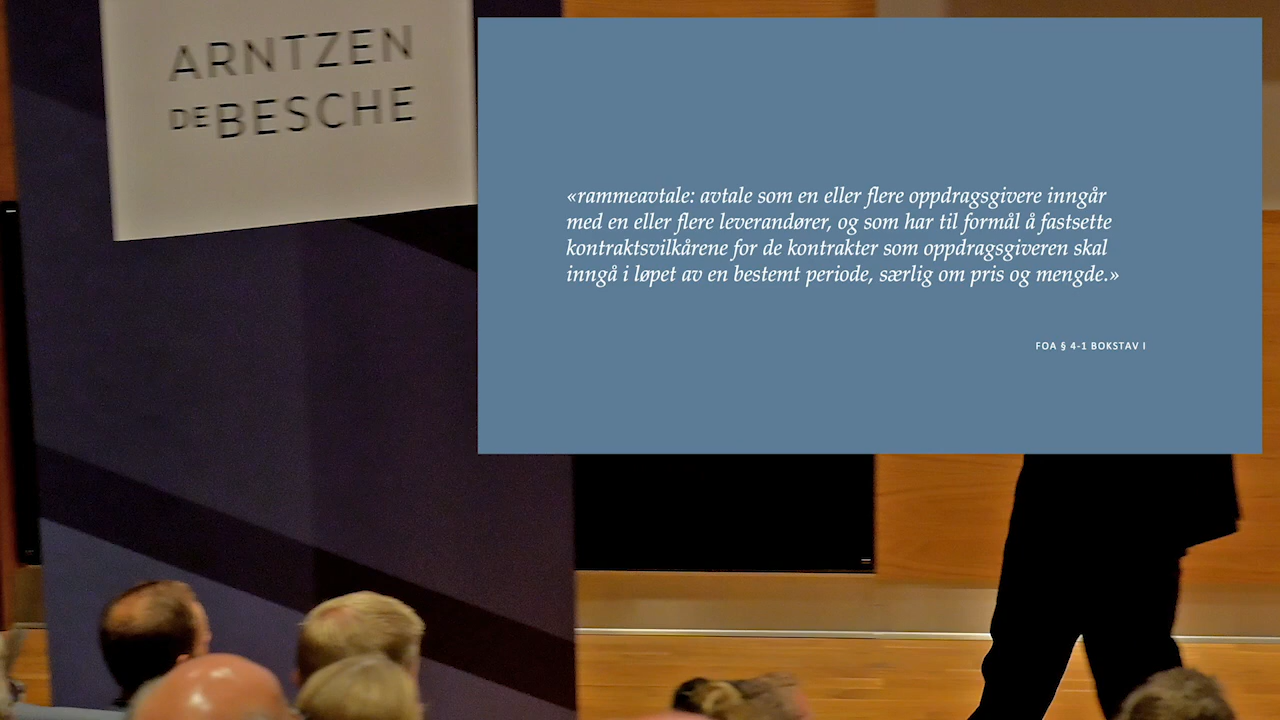 ARNTZEN
DE BESCHE
«rammeavtale: avtale som en eller flere oppdragsgivere inngår
med en eller flere leverandører, og som har til formål å fastsette
kontraktsvilkårene for de kontrakter som oppdragsgiveren skal
inngå i løpet av en bestemt periode, særlig om pris og mengde.»
FOA § 4-1 BOKSTAV I